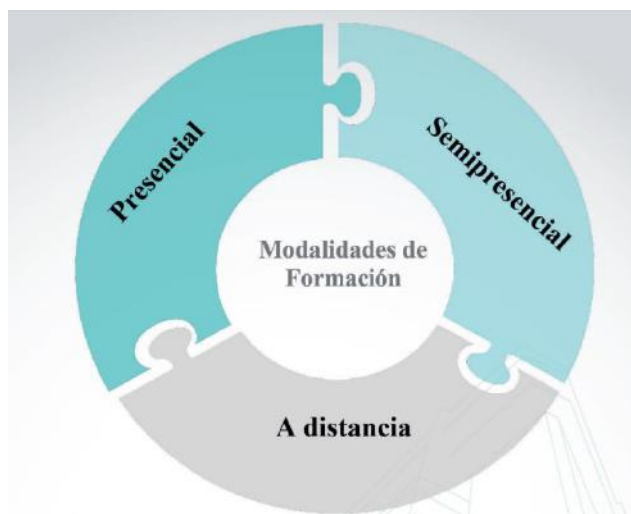 Presencial
Semipresencial
Modalidades de
Formación
A distancia